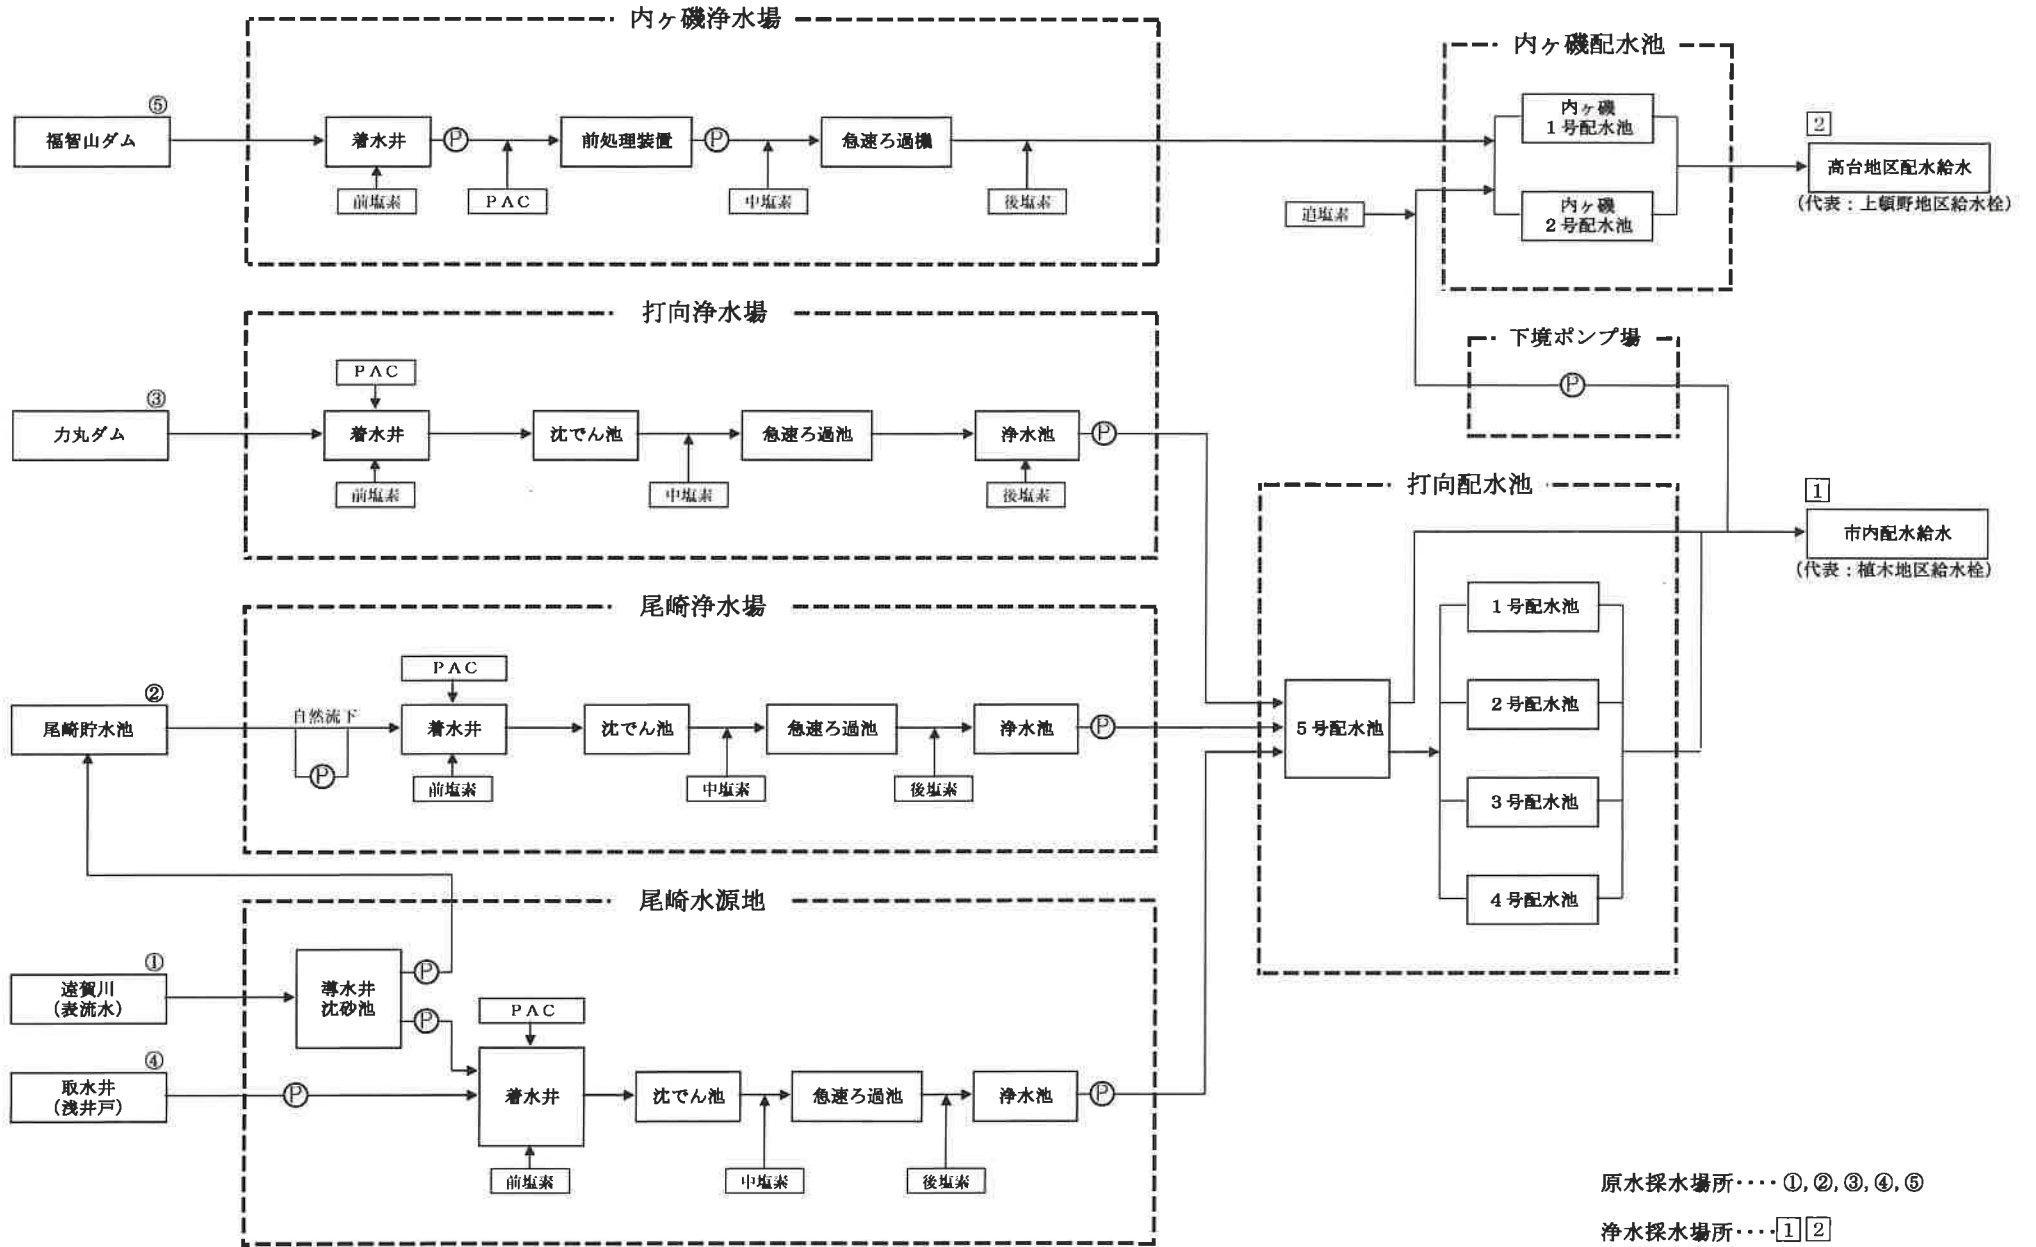 内ヶ磯浄水場
⑤
福智山ダム
着水井
Ⓟ
前処理装置
Ⓟ
急速ろ過機
前塩素
PAC
中塩素
後塩素
内ヶ磯配水池
内ヶ磯
1号配水池
内ヶ磯
2号配水池
追塩素
2
高台地区配水給水
(代表：上頓野地区給水栓)
打向浄水場
③
力丸ダム
PAC
着水井
沈でん池
急速ろ過池
浄水池
Ⓟ
前塩素
中塩素
後塩素
下境ポンプ場
Ⓟ
打向配水池
1
市内配水給水
(代表：植木地区給水栓)
5号配水池
1号配水池
2号配水池
3号配水池
4号配水池
尾崎浄水場
②
尾崎貯水池
自然流下
Ⓟ
PAC
着水井
沈でん池
急速ろ過池
浄水池
Ⓟ
前塩素
中塩素
後塩素
尾崎水源地
①
遠賀川
(表流水)
導水井
沈砂池
Ⓟ
Ⓟ
④
取水井
(浅井戸)
Ⓟ
PAC
着水井
沈でん池
急速ろ過池
浄水池
Ⓟ
前塩素
中塩素
後塩素
原水採水場所‥‥①,②,③,④,⑤
浄水採水場所‥‥1 2